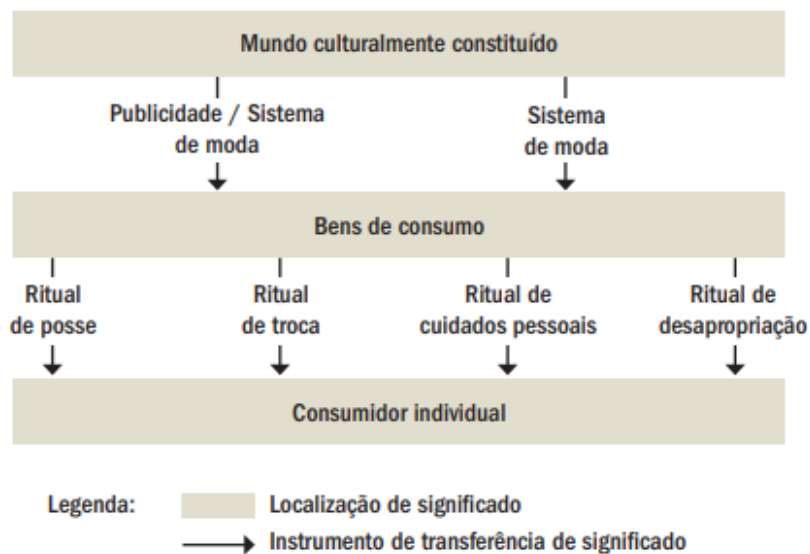 Mundo culturalmente constituído
Publicidade / Sistema
de moda
Sistema
de moda
Bens de consumo
Ritual
de posse
Ritual
de troca
Ritual de
cuidados pessoais
Ritual de
desapropriação
Consumidor individual
Legenda:
Localização de significado
Instrumento de transferência de significado